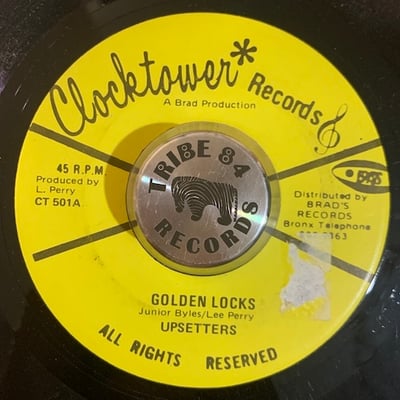 Clocktower* Records
A Brad Production
45 R.P.M.
Produced by
L. Perry
CT 501A
TRIBE 84
RECORDS
Distributed by
BRAD'S
RECORDS
Bronx Telephone
GOLDEN LOCKS
Junior Byles/Lee Perry
UPSETTERS
ALL RIGHTS RESERVED